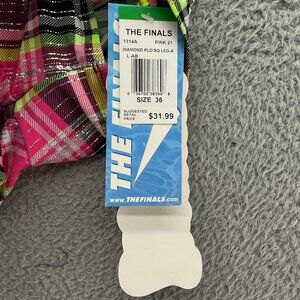 THE FINALS
1314A PINK 21
DIAMOND PLD SQ LEG-A
L-AB
SIZE 36
SUGGESTED
RETAIL
PRICE $31.99
THE FINALS
www.THEFINALS.com